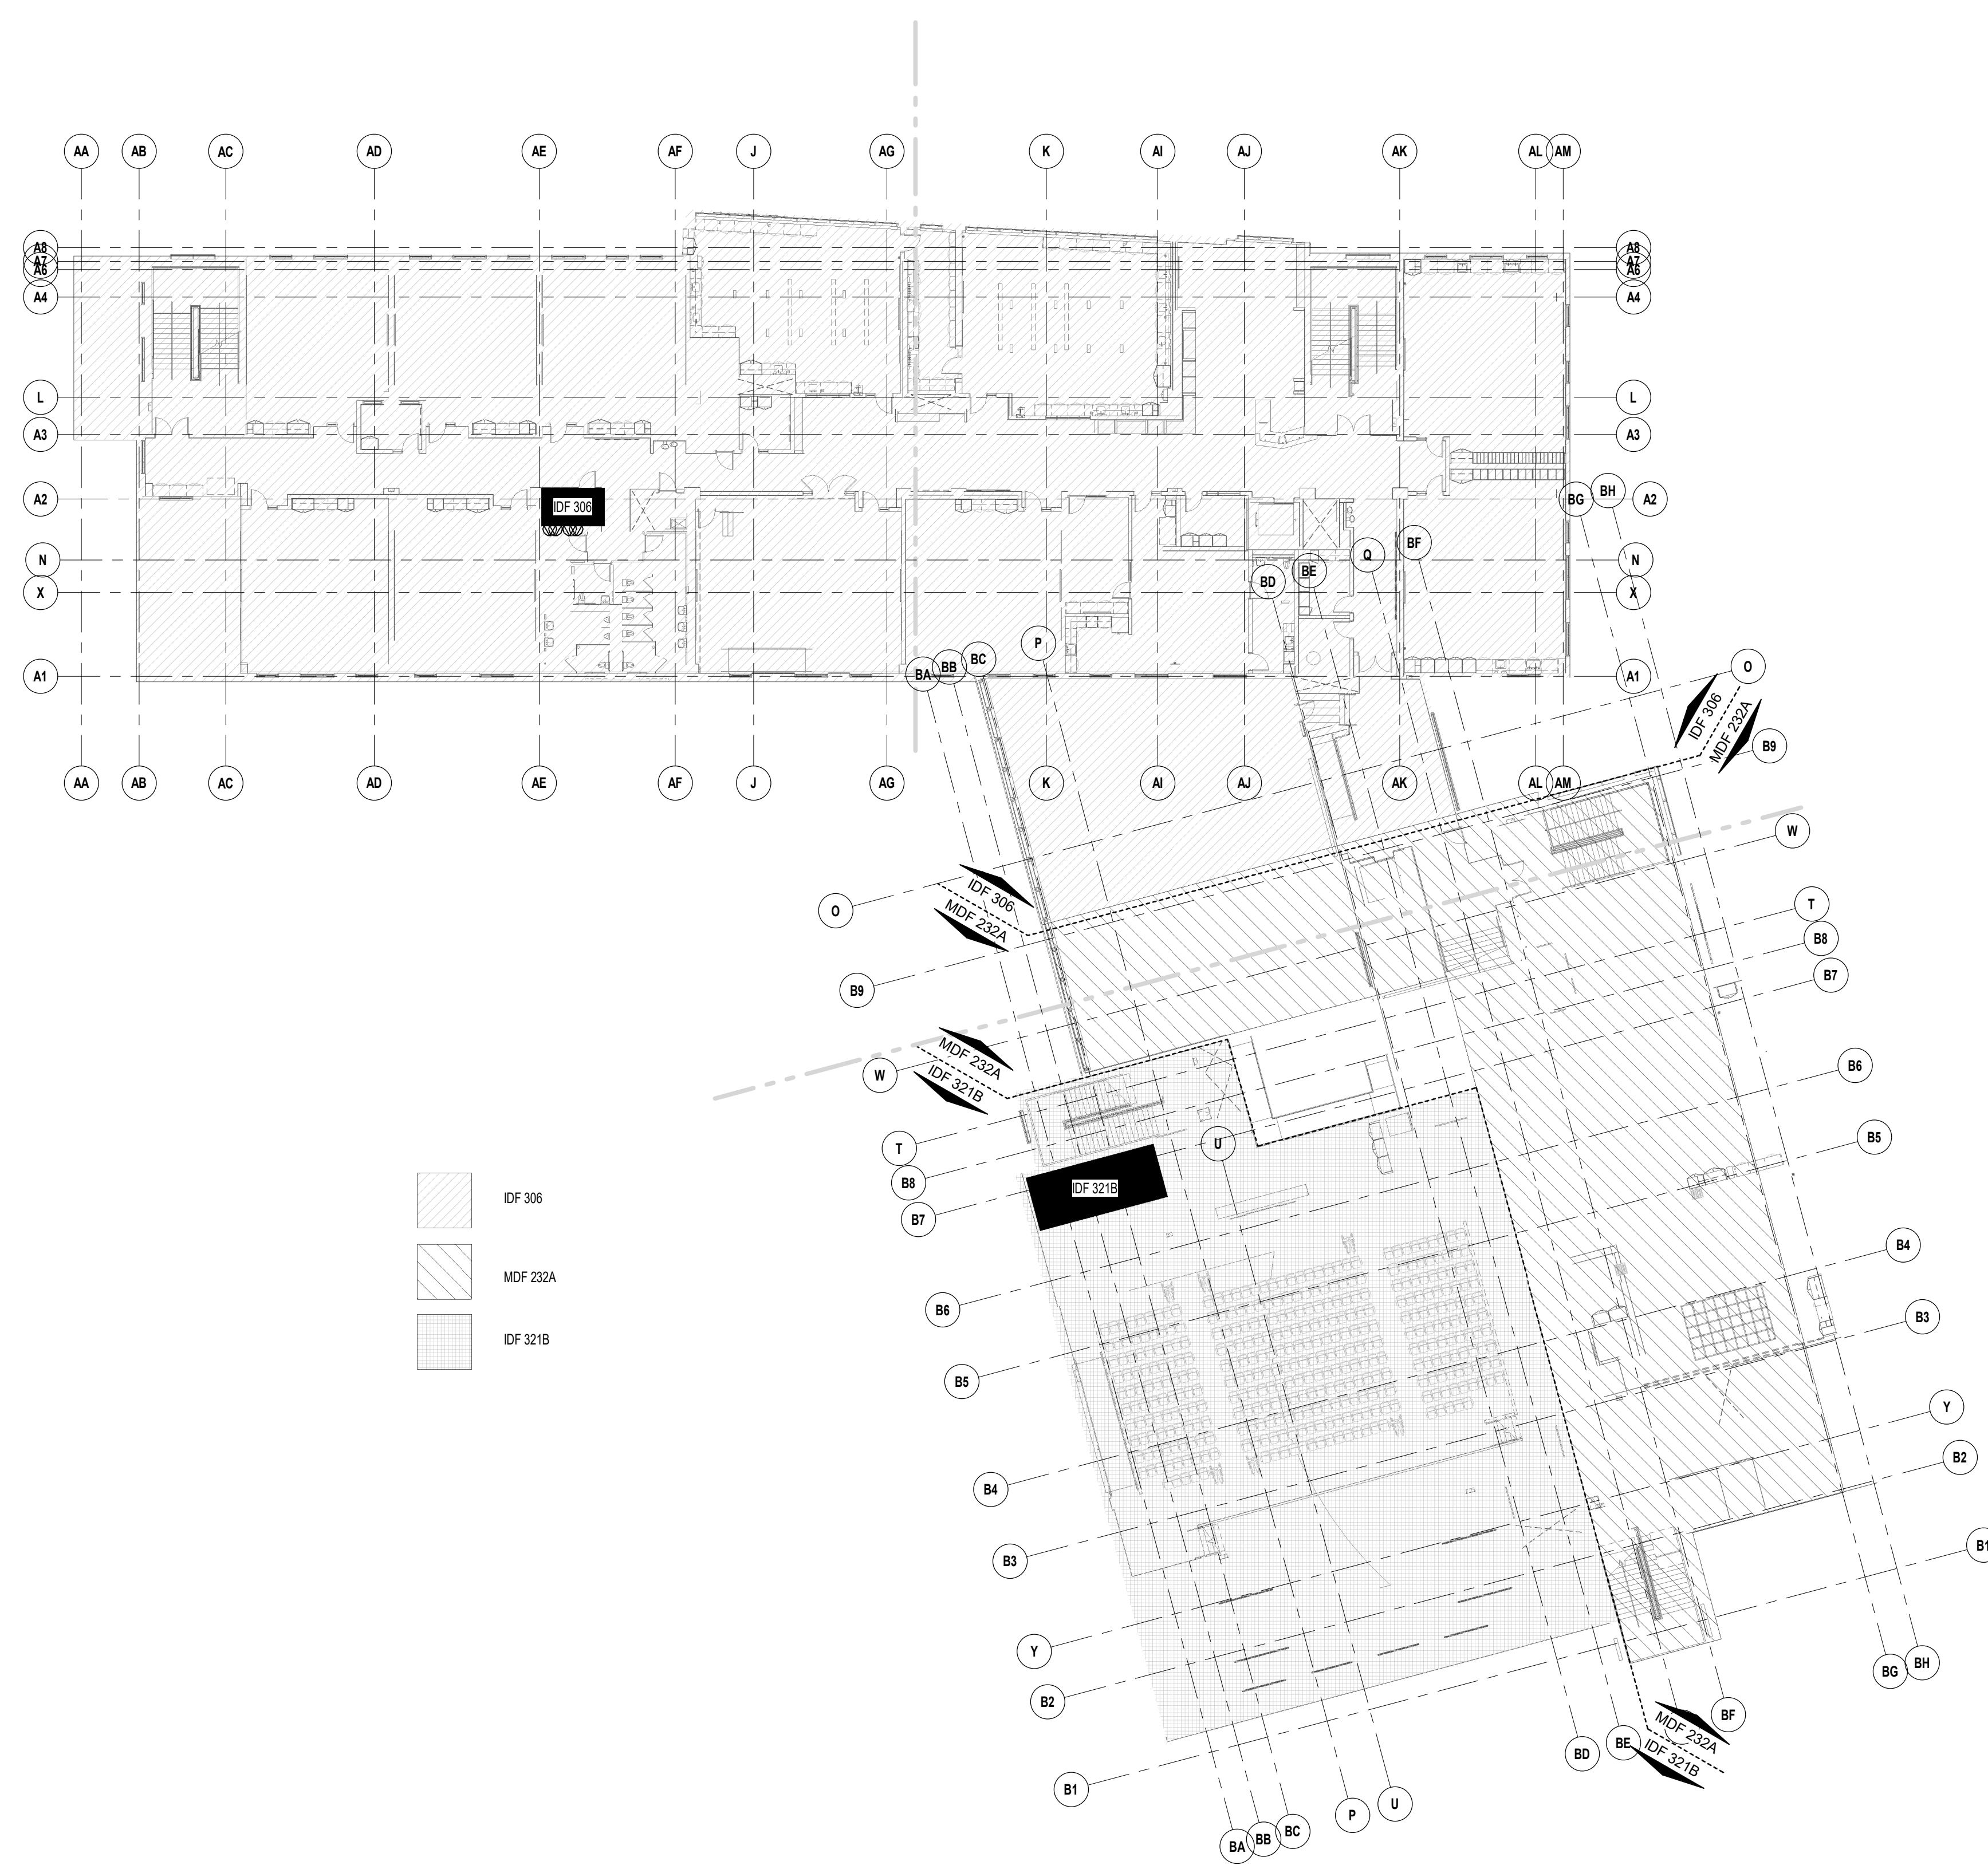 AA AB AC AD AE AF J AG K AI AJ AK AL AM
A8 A8
A7 A7
A6 A6
A4 A4
L L
A3 A3
A2 IDF 306 BG BH A2
N BD BE Q BF N
X X
A1 BA BB BC P A1
O
IDF 306
MDF 232A
B9
AA AB AC AD AE AF J AG K AI AJ AK AL AM
W
O
IDF 306
MDF 232A
T
B8
B9
B7
MDF 232A
IDF 321B
W
B6
T
U
B5
B8
IDF 321B
B7
IDF 306
B4
MDF 232A
B6
B3
IDF 321B
B5
Y
B2
B4
B3
B1
Y
B2
BG BH
BF
MDF 232A
IDF 321B
BD BE
B1
BA BB BC P U